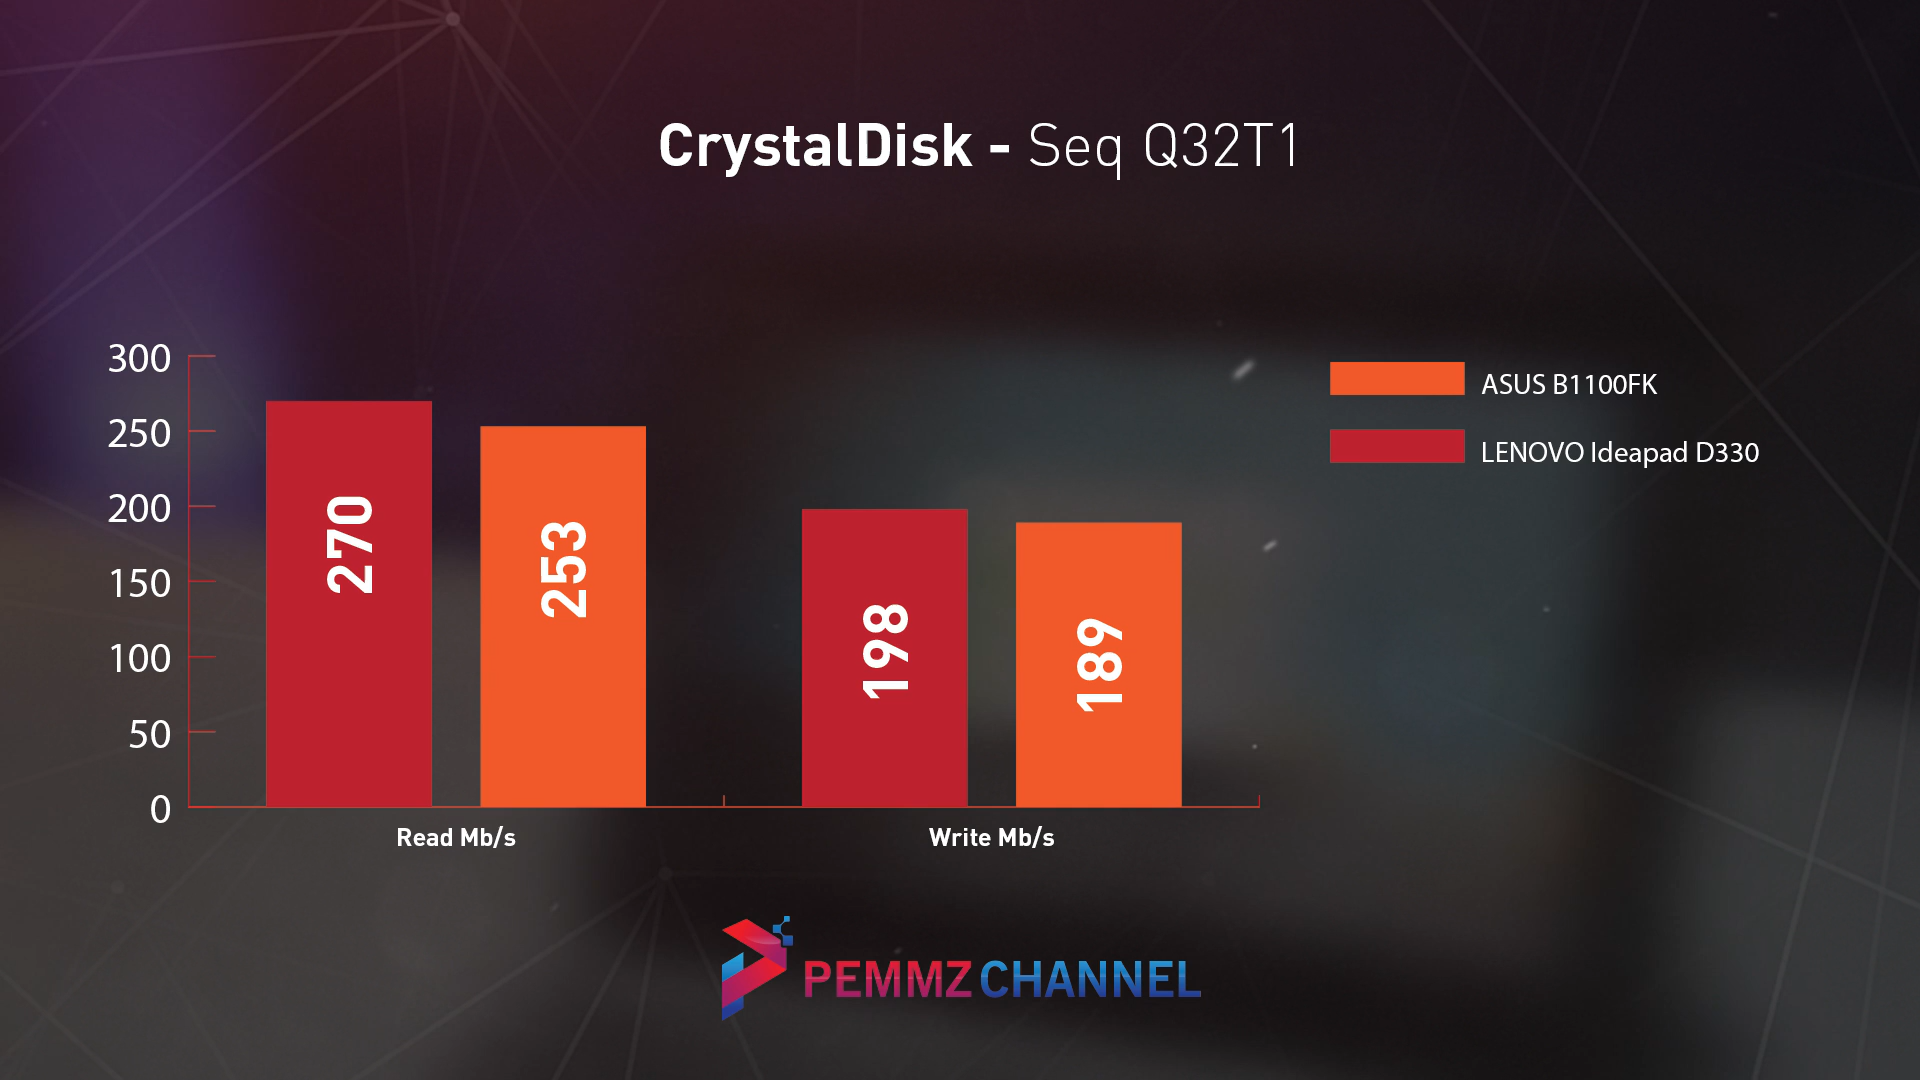 CrystalDisk - Seq Q32T1
300
250
200
150
100
50
0
270
253
198
189
Read Mb/s
Write Mb/s
ASUS B1100FK
LENOVO Ideapad D330
PEMMZ CHANNEL